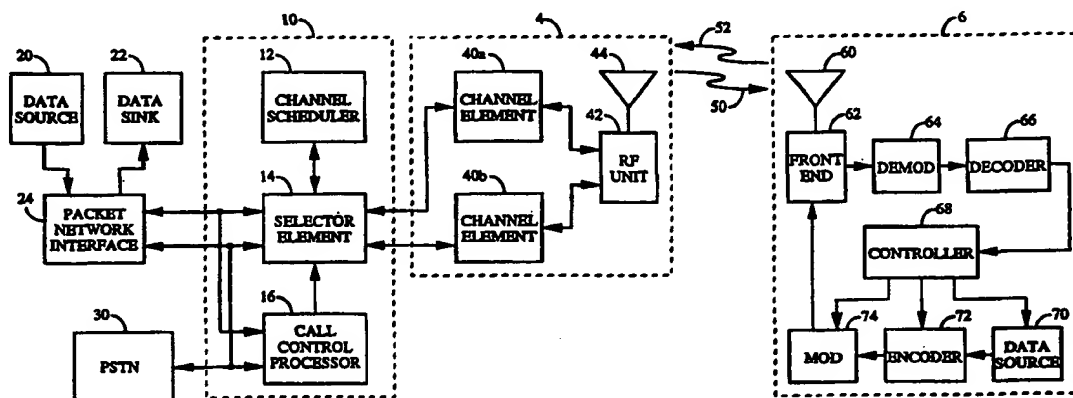 20
DATA
SOURCE
22
DATA
SINK
24
PACKET
NETWORK
INTERFACE
30
PSTN
10
12
CHANNEL
SCHEDULER
14
SELECTOR
ELEMENT
16
CALL
CONTROL
PROCESSOR
4
40a
CHANNEL
ELEMENT
40b
CHANNEL
ELEMENT
44
42
RF
UNIT
52
50
6
60
62
FRONT
END
64
DEMOD
66
DECODER
68
CONTROLLER
74
MOD
72
ENCODER
70
DATA
SOURCE